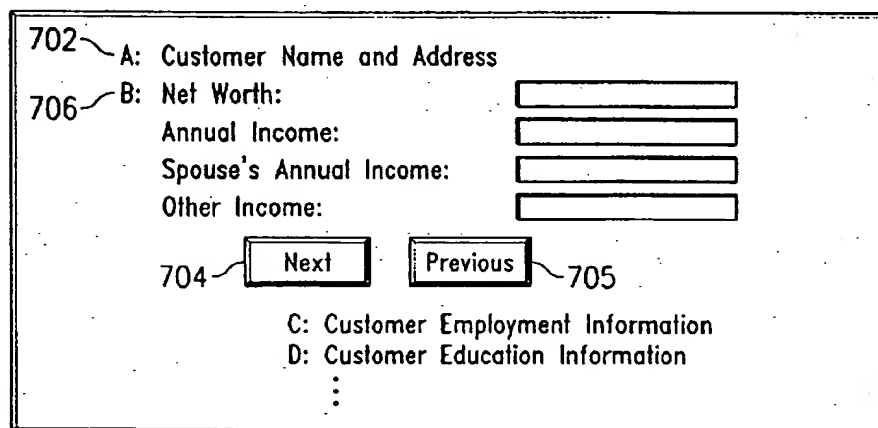 702 A: Customer Name and Address
706 B: Net Worth:
Annual Income:
Spouse's Annual Income:
Other Income:
704 Next Previous 705
C: Customer Employment Information
D: Customer Education Information